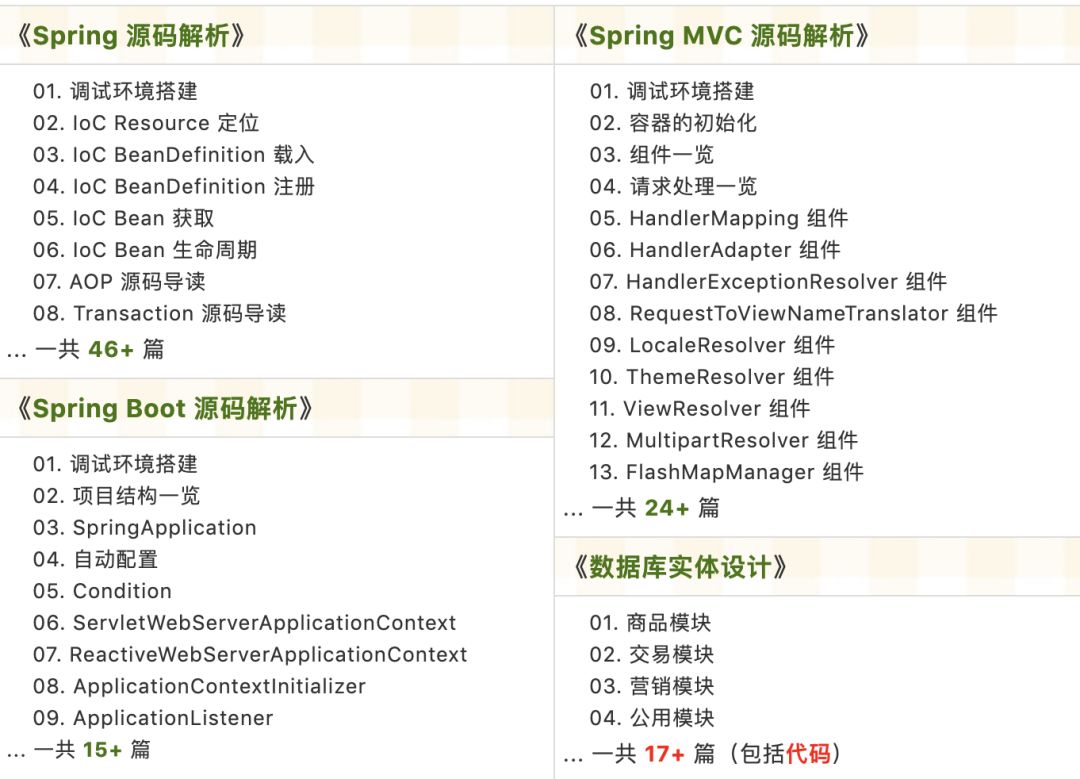 《Spring 源码解析》
01. 调试环境搭建
02. IoC Resource 定位
03. IoC BeanDefinition 载入
04. IoC BeanDefinition 注册
05. IoC Bean 获取
06. IoC Bean 生命周期
07. AOP 源码导读
08. Transaction 源码导读
... 一共 46+ 篇
《Spring Boot 源码解析》
01. 调试环境搭建
02. 项目结构一览
03. SpringApplication
04. 自动配置
05. Condition
06. ServletWebServerApplicationContext
07. ReactiveWebServerApplicationContext
08. ApplicationContextInitializer
09. ApplicationListener
... 一共 15+ 篇
《Spring MVC 源码解析》
01. 调试环境搭建
02. 容器的初始化
03. 组件一览
04. 请求处理一览
05. HandlerMapping 组件
06. HandlerAdapter 组件
07. HandlerExceptionResolver 组件
08. RequestToViewNameTranslator 组件
09. LocaleResolver 组件
10. ThemeResolver 组件
11. ViewResolver 组件
12. MultipartResolver 组件
13. FlashMapManager 组件
... 一共 24+ 篇
《数据库实体设计》
01. 商品模块
02. 交易模块
03. 营销模块
04. 公用模块
... 一共 17+ 篇（包括代码）